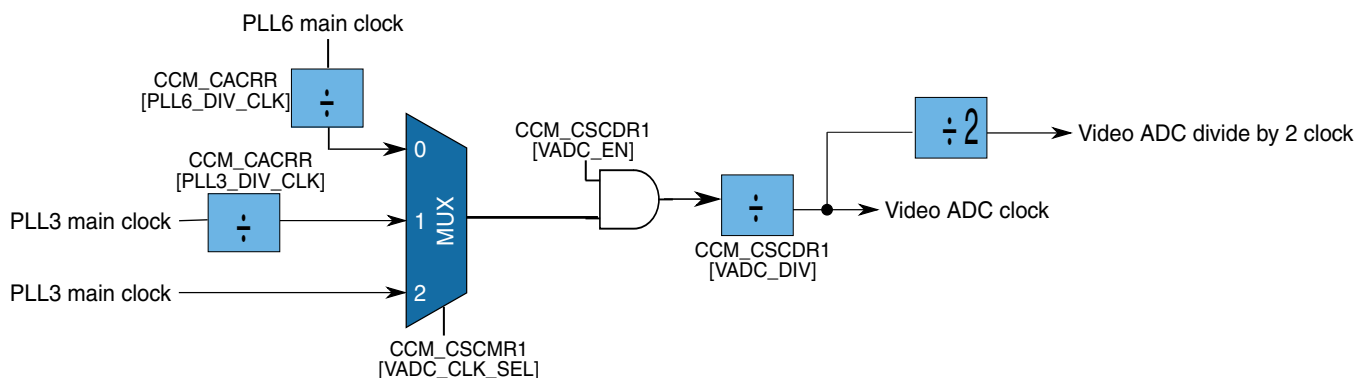 PLL6 main clock
CCM_CACRR
[PLL6_DIV_CLK]
÷
CCM_CACRR
[PLL3_DIV_CLK]
PLL3 main clock
÷
PLL3 main clock
0
1
2
MUX
CCM_CSCMR1
[VADC_CLK_SEL]
CCM_CSCDR1
[VADC_EN]
÷
CCM_CSCDR1
[VADC_DIV]
÷2
Video ADC divide by 2 clock
Video ADC clock